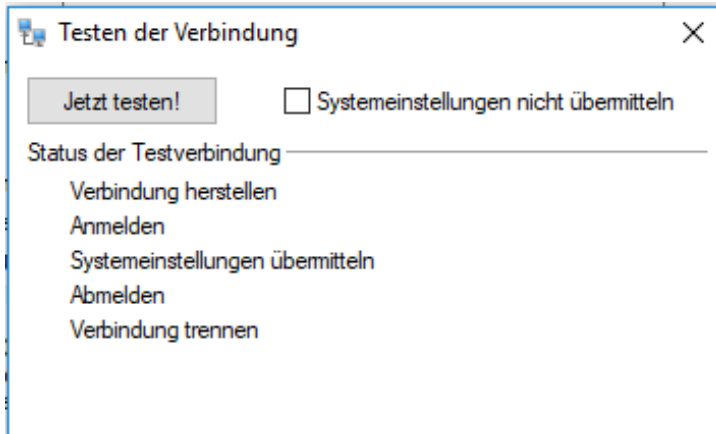 Testen der Verbindung
Jetzt testen!
Systemeinstellungen nicht übermitteln
Status der Testverbindung
Verbindung herstellen
Anmelden
Systemeinstellungen übermitteln
Abmelden
Verbindung trennen